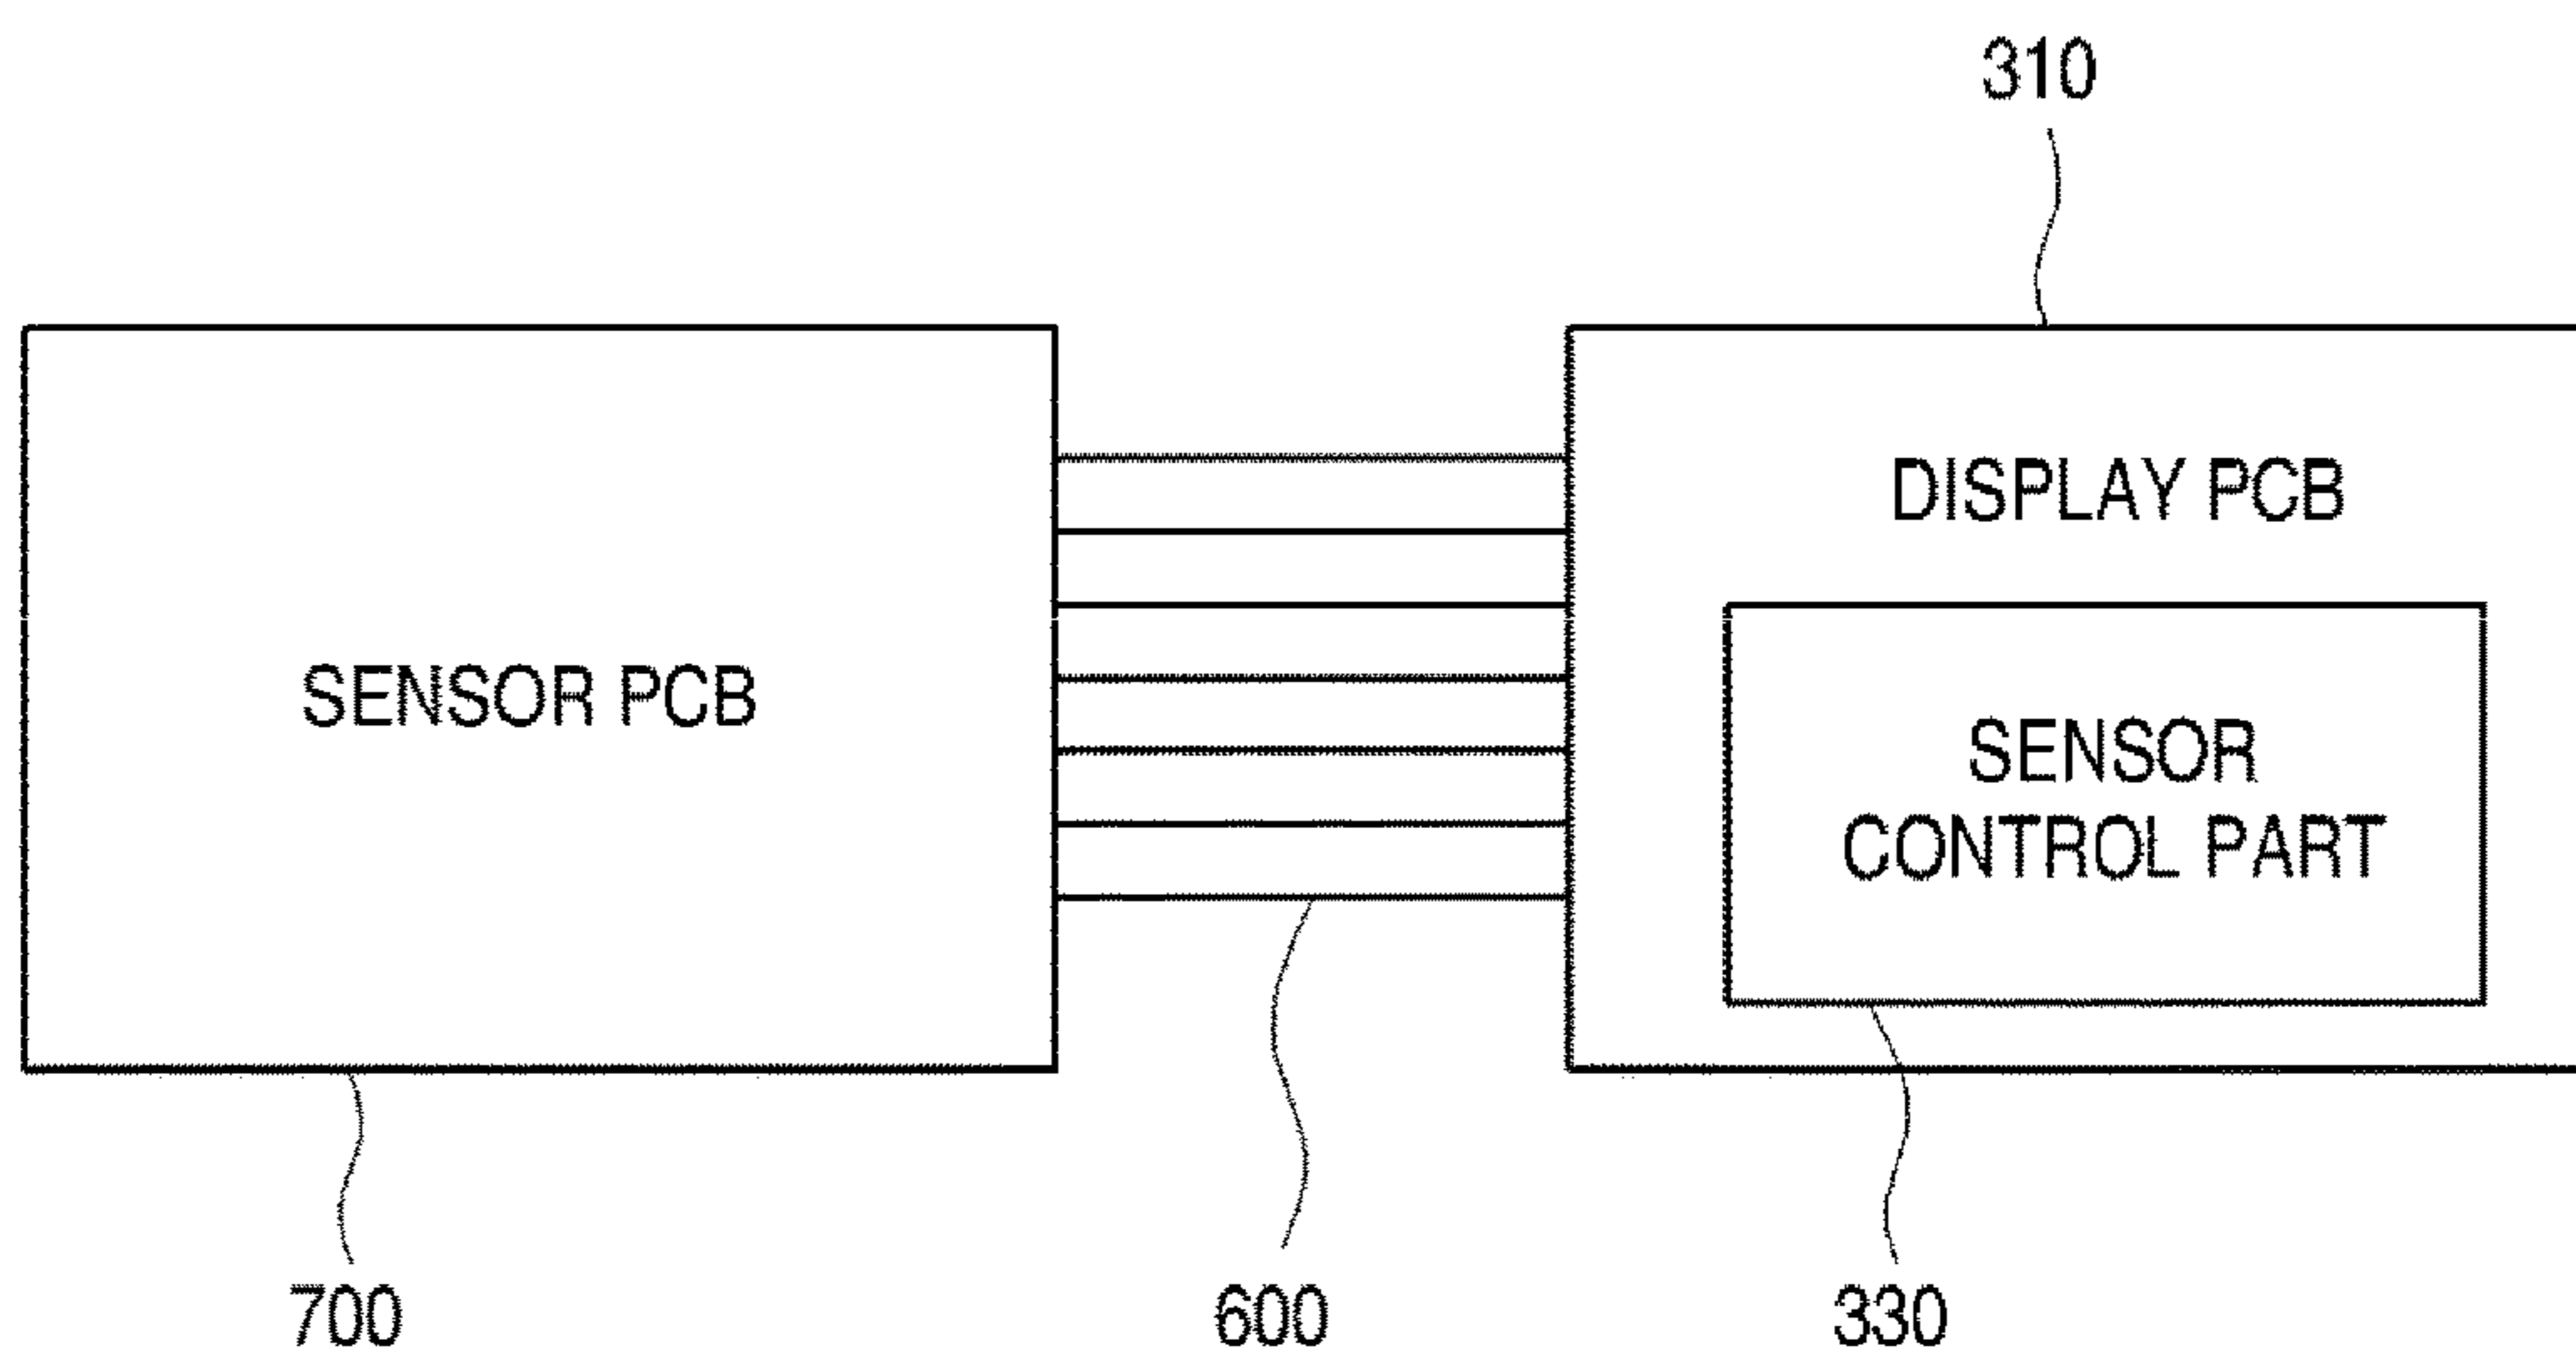 310
DISPLAY PCB
SENSOR PCB
SENSOR
CONTROL PART
700
600
330